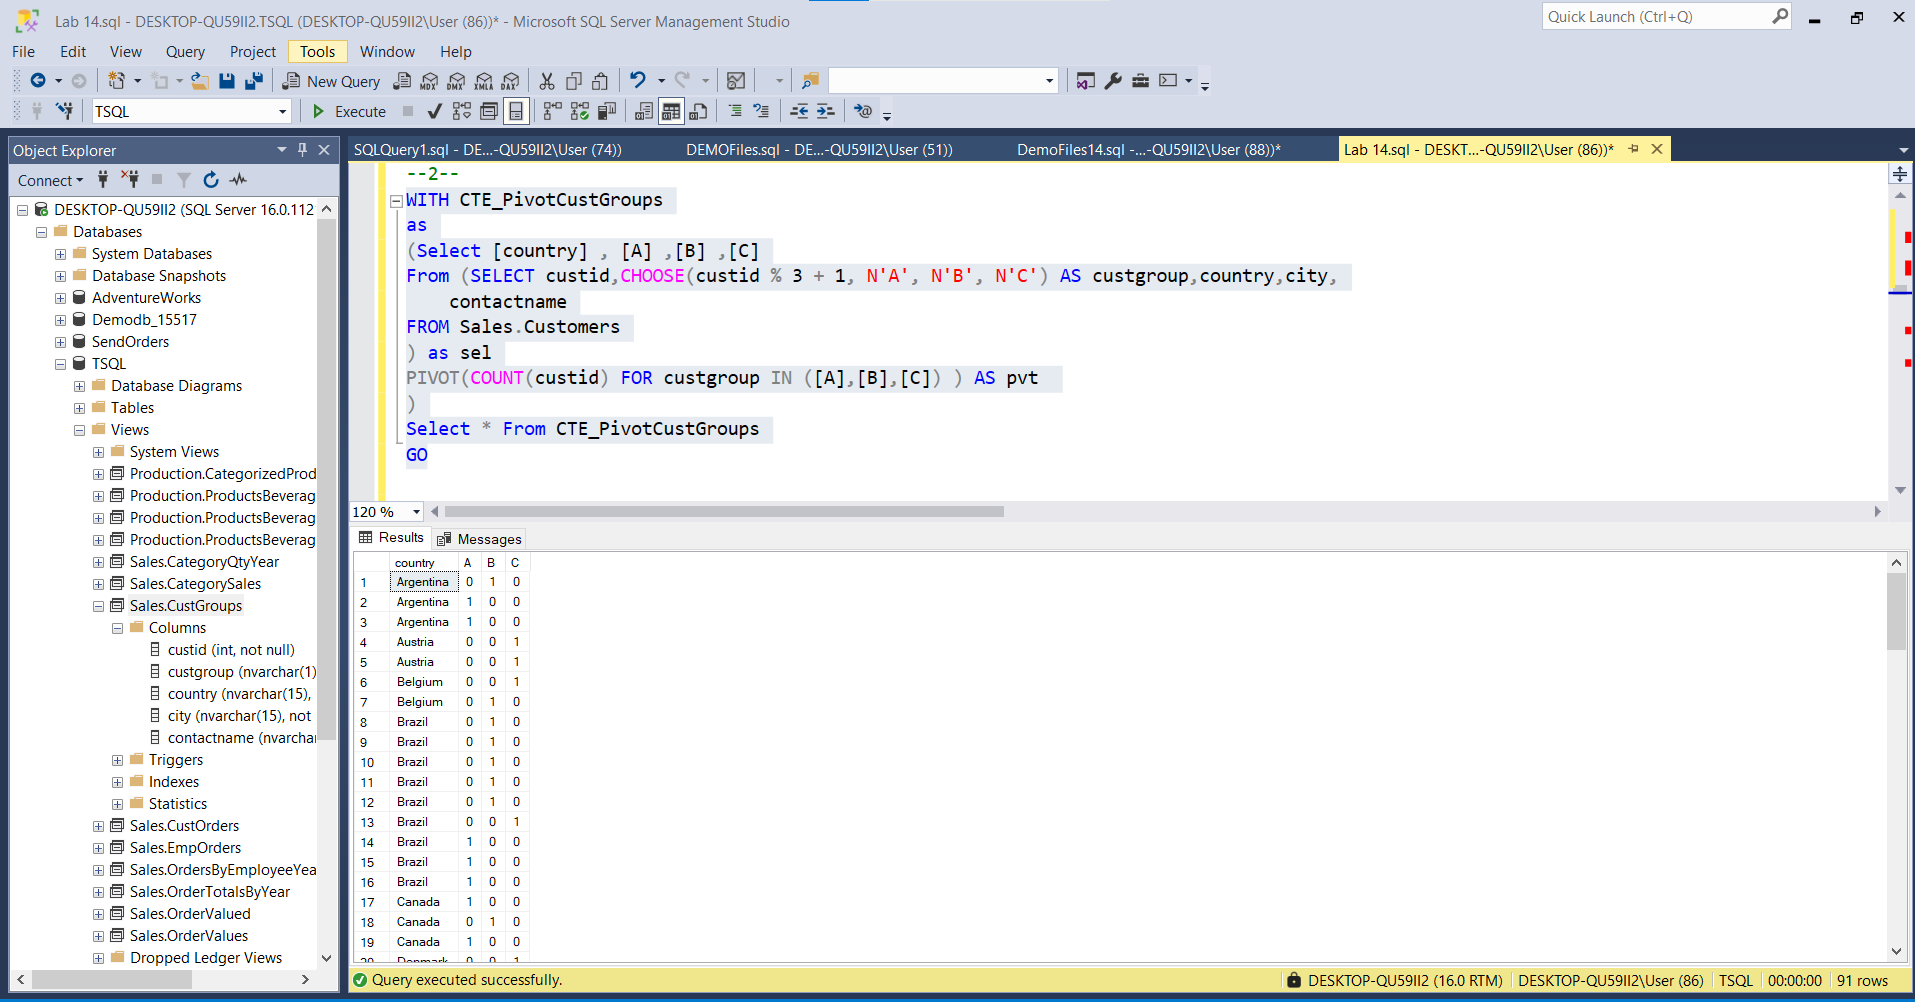 Lab 14.sql - DESKTOP-QU59II2.TSQL (DESKTOP-QU59II2\User (86))* - Microsoft SQL Server Management Studio
Quick Launch (Ctrl+Q)
File Edit View Query Project Tools Window Help
New Query MDX DMX XMLA DAX
TSQL Execute
Object Explorer
Connect
DESKTOP-QU59II2 (SQL Server 16.0.112
Databases
System Databases
Database Snapshots
AdventureWorks
Demodb_15517
SendOrders
TSQL
Database Diagrams
Tables
Views
System Views
Production.CategorizedProd
Production.ProductsBeverag
Production.ProductsBeverag
Production.ProductsBeverag
Sales.CategoryQtyYear
Sales.CategorySales
Sales.CustGroups
Columns
custid (int, not null)
custgroup (nvarchar(1)
country (nvarchar(15),
city (nvarchar(15), not
contactname (nvarchar
Triggers
Indexes
Statistics
Sales.CustOrders
Sales.EmpOrders
Sales.OrdersByEmployeeYea
Sales.OrderTotalsByYear
Sales.OrderValued
Sales.OrderValues
Dropped Ledger Views
SQLQuery1.sql - DE...-QU59II2\User (74)) DEMOFiles.sql - DE...-QU59II2\User (51)) DemoFiles14.sql -...-QU59II2\User (88))* Lab 14.sql - DESKT...-QU59II2\User (86))*
--2--
WITH CTE_PivotCustGroups
as
(Select [country] , [A] ,[B] ,[C]
From (SELECT custid,CHOOSE(custid % 3 + 1, N'A', N'B', N'C') AS custgroup,country,city,
contactname
FROM Sales.Customers
) as sel
PIVOT(COUNT(custid) FOR custgroup IN ([A],[B],[C]) ) AS pvt
)
Select * From CTE_PivotCustGroups
GO
120 %
Results Messages
country A B C
1 Argentina 0 1 0
2 Argentina 1 0 0
3 Argentina 1 0 0
4 Austria 0 0 1
5 Austria 0 0 1
6 Belgium 0 0 1
7 Belgium 0 1 0
8 Brazil 0 1 0
9 Brazil 0 1 0
10 Brazil 0 1 0
11 Brazil 0 1 0
12 Brazil 0 1 0
13 Brazil 0 0 1
14 Brazil 1 0 0
15 Brazil 1 0 0
16 Brazil 1 0 0
17 Canada 1 0 0
18 Canada 0 1 0
19 Canada 1 0 0
20 Denmark 0 0 1
Query executed successfully.
DESKTOP-QU59II2 (16.0 RTM) DESKTOP-QU59II2\User (86) TSQL 00:00:00 91 rows